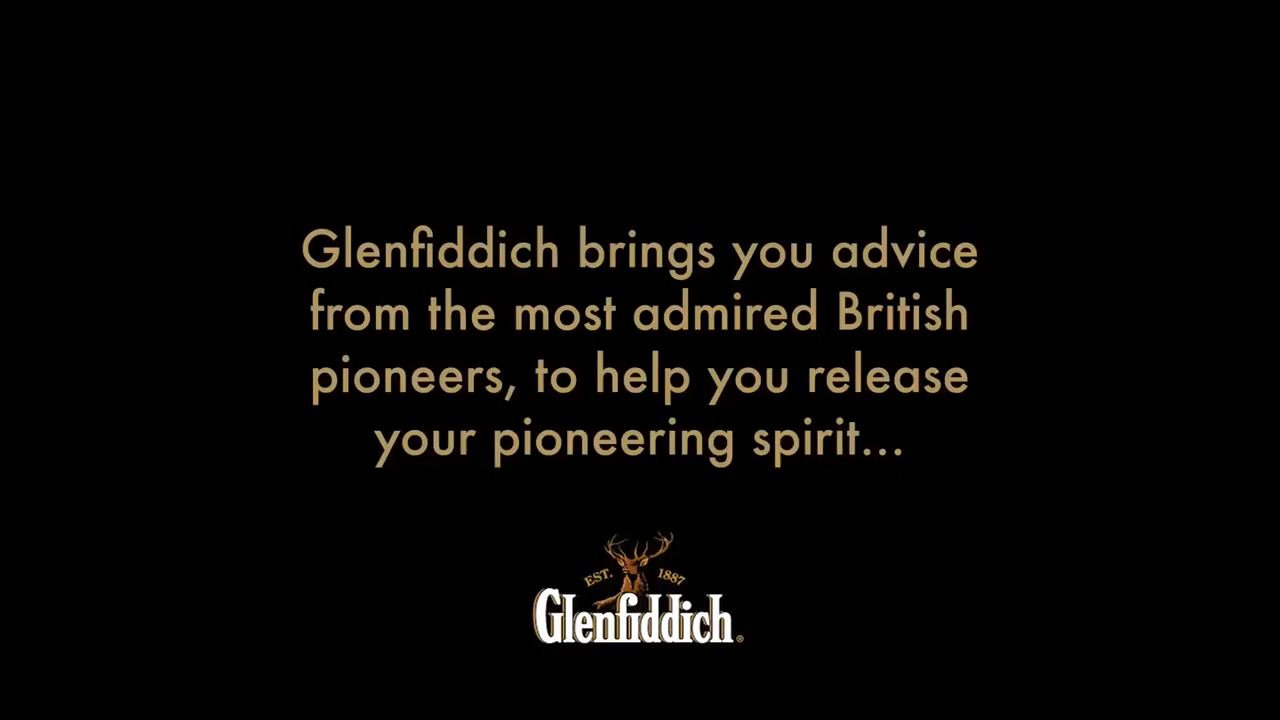 Glenfiddich brings you advice
from the most admired British
pioneers, to help you release
your pioneering spirit...
EST. 1887
Glenfiddich®